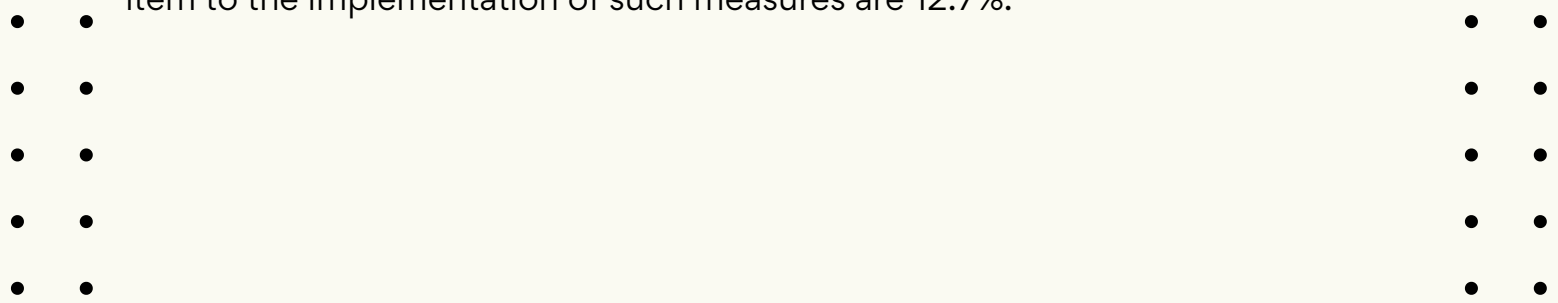 item to the implementation of such measures are 12.7%.